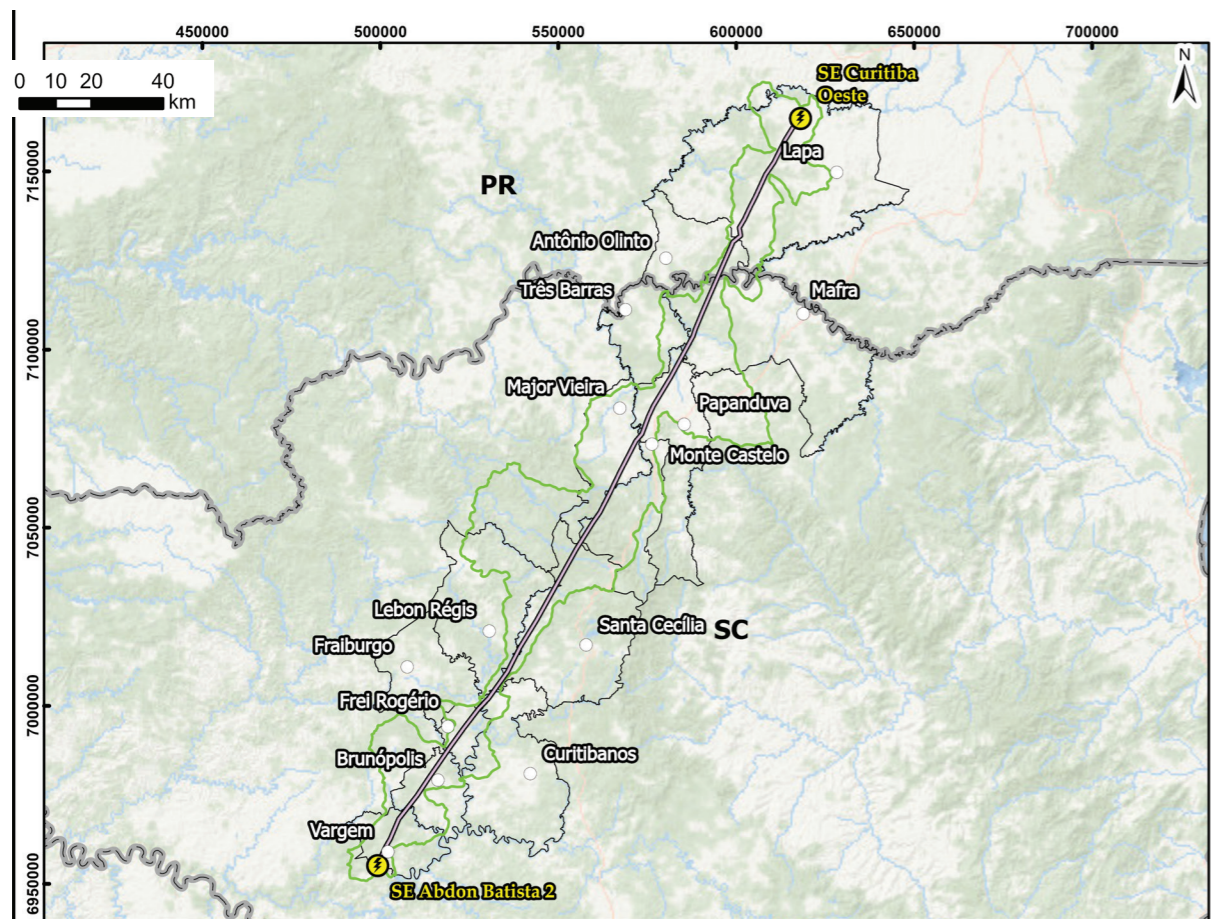 450000 500000 550000 600000 650000 700000
0 10 20 40
km
N
SE Curitiba
Oeste
Lapa
7150000
PR
Antônio Olinto
Três Barras
Mafra
7100000
Major Vieira
Papanduva
Monte Castelo
7050000
Lebon Régis
Santa Cecília
SC
Fraiburgo
Frei Rogério
7000000
Brunópolis
Curitibanos
Vargem
6950000
SE Abdon Batista 2